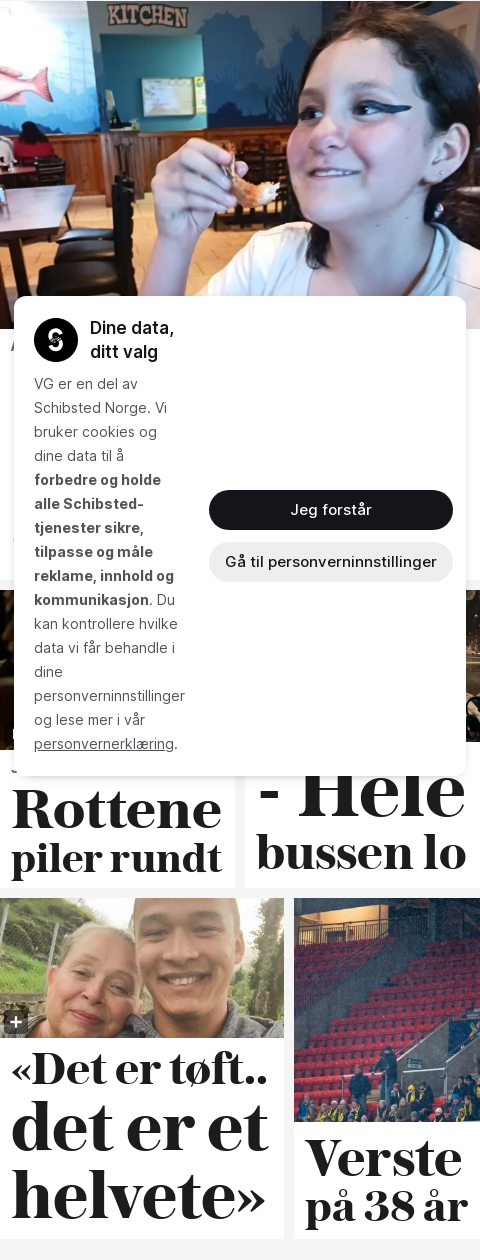 KITCHEN
Dine data,
ditt valg
VG er en del av
Schibsted Norge. Vi
bruker cookies og
dine data til å
forbedre og holde
alle Schibsted-
tjenester sikre,
tilpasse og måle
reklame, innhold og
kommunikasjon. Du
kan kontrollere hvilke
data vi får behandle i
dine
personverninnstillinger
og lese mer i vår
personvernerklæring.
Jeg forstår
Gå til personverninnstillinger
Rottene
piler rundt
- Hele
bussen lo
«Det er tøft..
det er et
helvete»
Verste
på 38 år